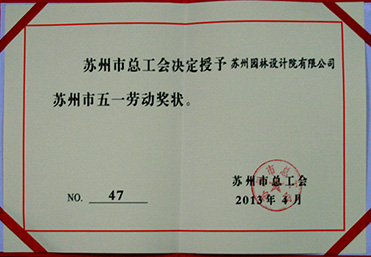 苏州市总工会决定授予 苏州园林设计院有限公司
苏州市五一劳动奖状。
NO. 47
苏州市总工会
2013年4月